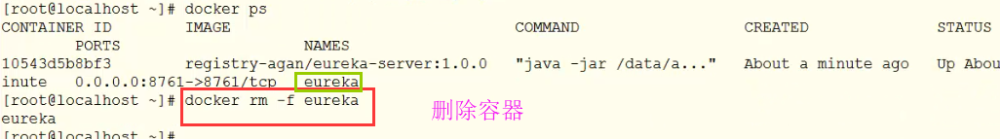 [root@localhost ~]# docker ps
CONTAINER ID IMAGE COMMAND CREATED STATUS
PORTS NAMES
10543d5b8bf3 registry-agan/eureka-server:1.0.0 "java -jar /data/a..." About a minute ago Up Abou
inute 0.0.0.0:8761->8761/tcp eureka
[root@localhost ~]# docker rm -f eureka
eureka
删除容器
[root@localhost ~]#